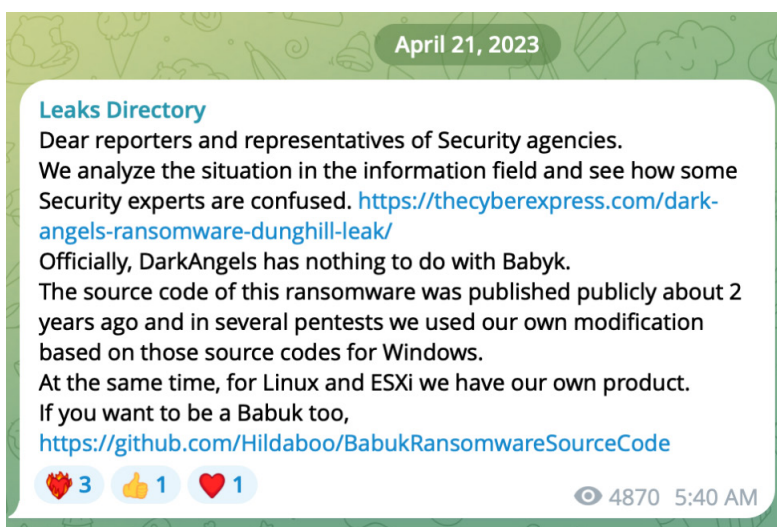 April 21, 2023
Leaks Directory
Dear reporters and representatives of Security agencies.
We analyze the situation in the information field and see how some
Security experts are confused. https://thecyberexpress.com/dark-
angels-ransomware-dunghill-leak/
Officially, DarkAngels has nothing to do with Babyk.
The source code of this ransomware was published publicly about 2
years ago and in several pentests we used our own modification
based on those source codes for Windows.
At the same time, for Linux and ESXi we have our own product.
If you want to be a Babuk too,
https://github.com/Hildaboo/BabukRansomwareSourceCode
3 1 1 4870 5:40 AM